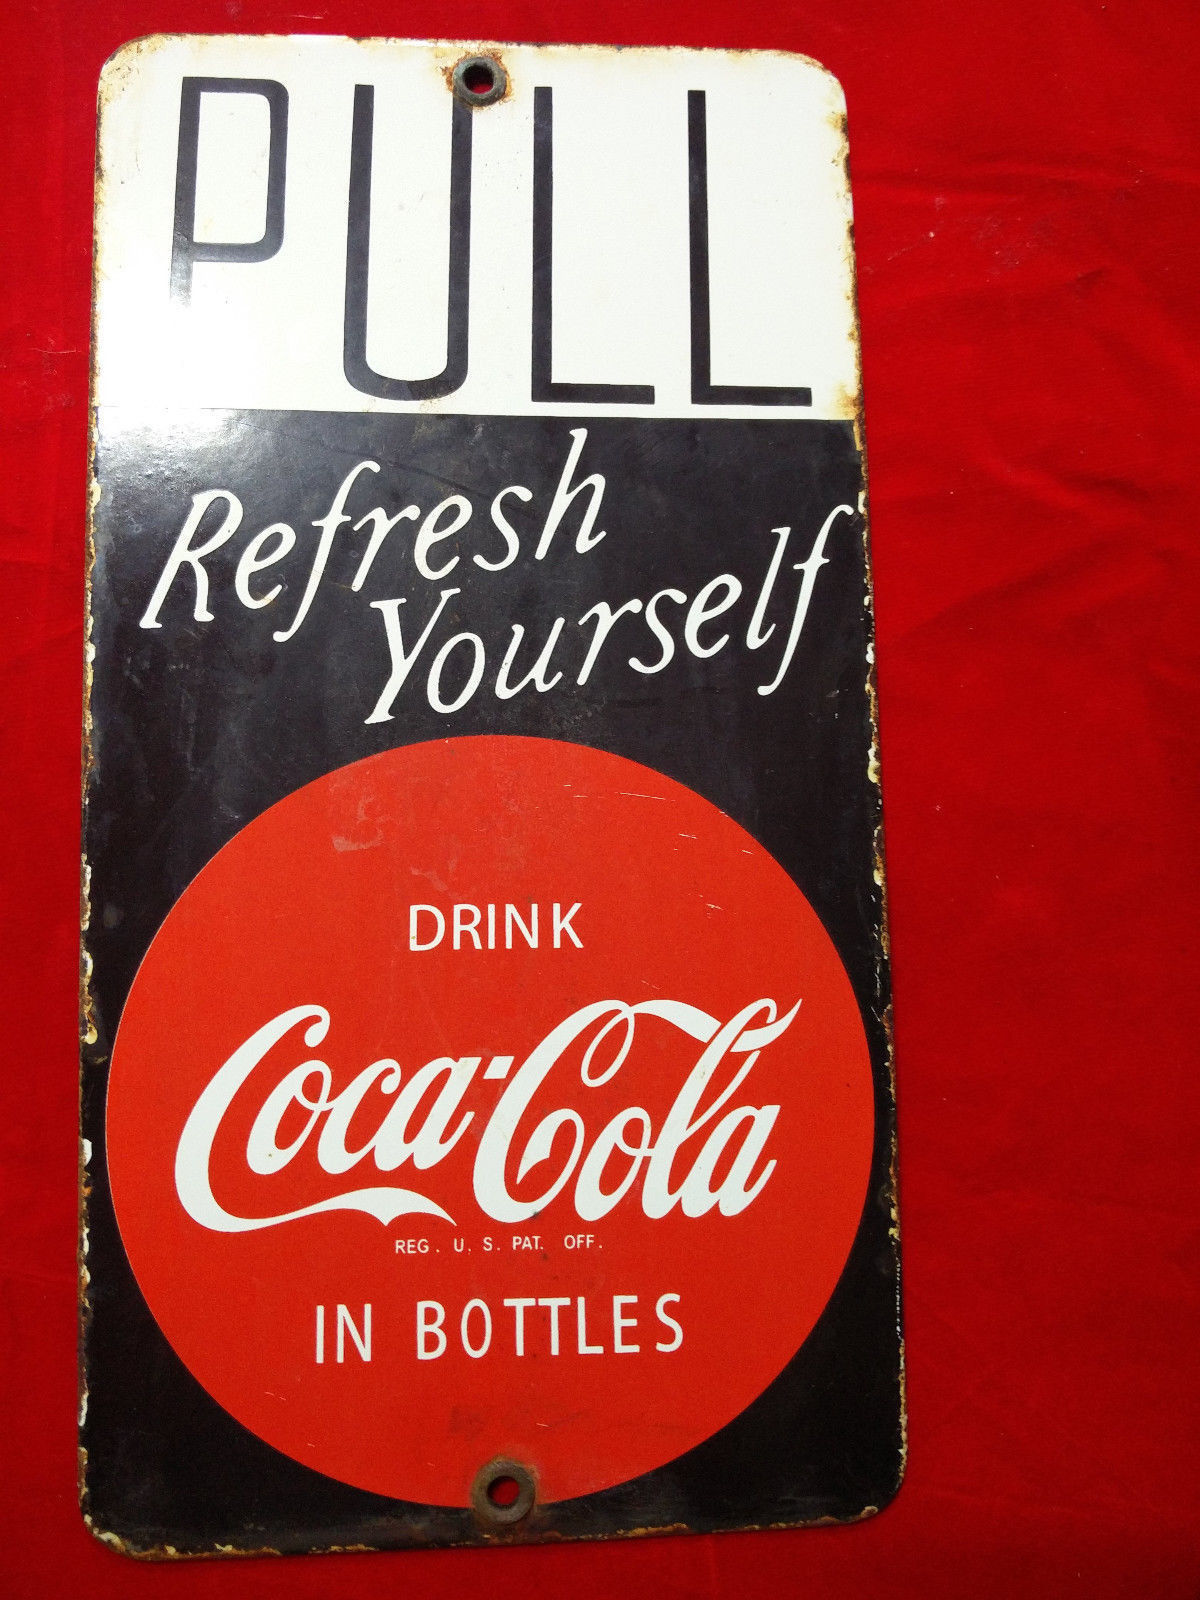 PULL
Refresh
Yourself
DRINK
Coca-Cola
REG. U. S. PAT. OFF.
IN BOTTLES